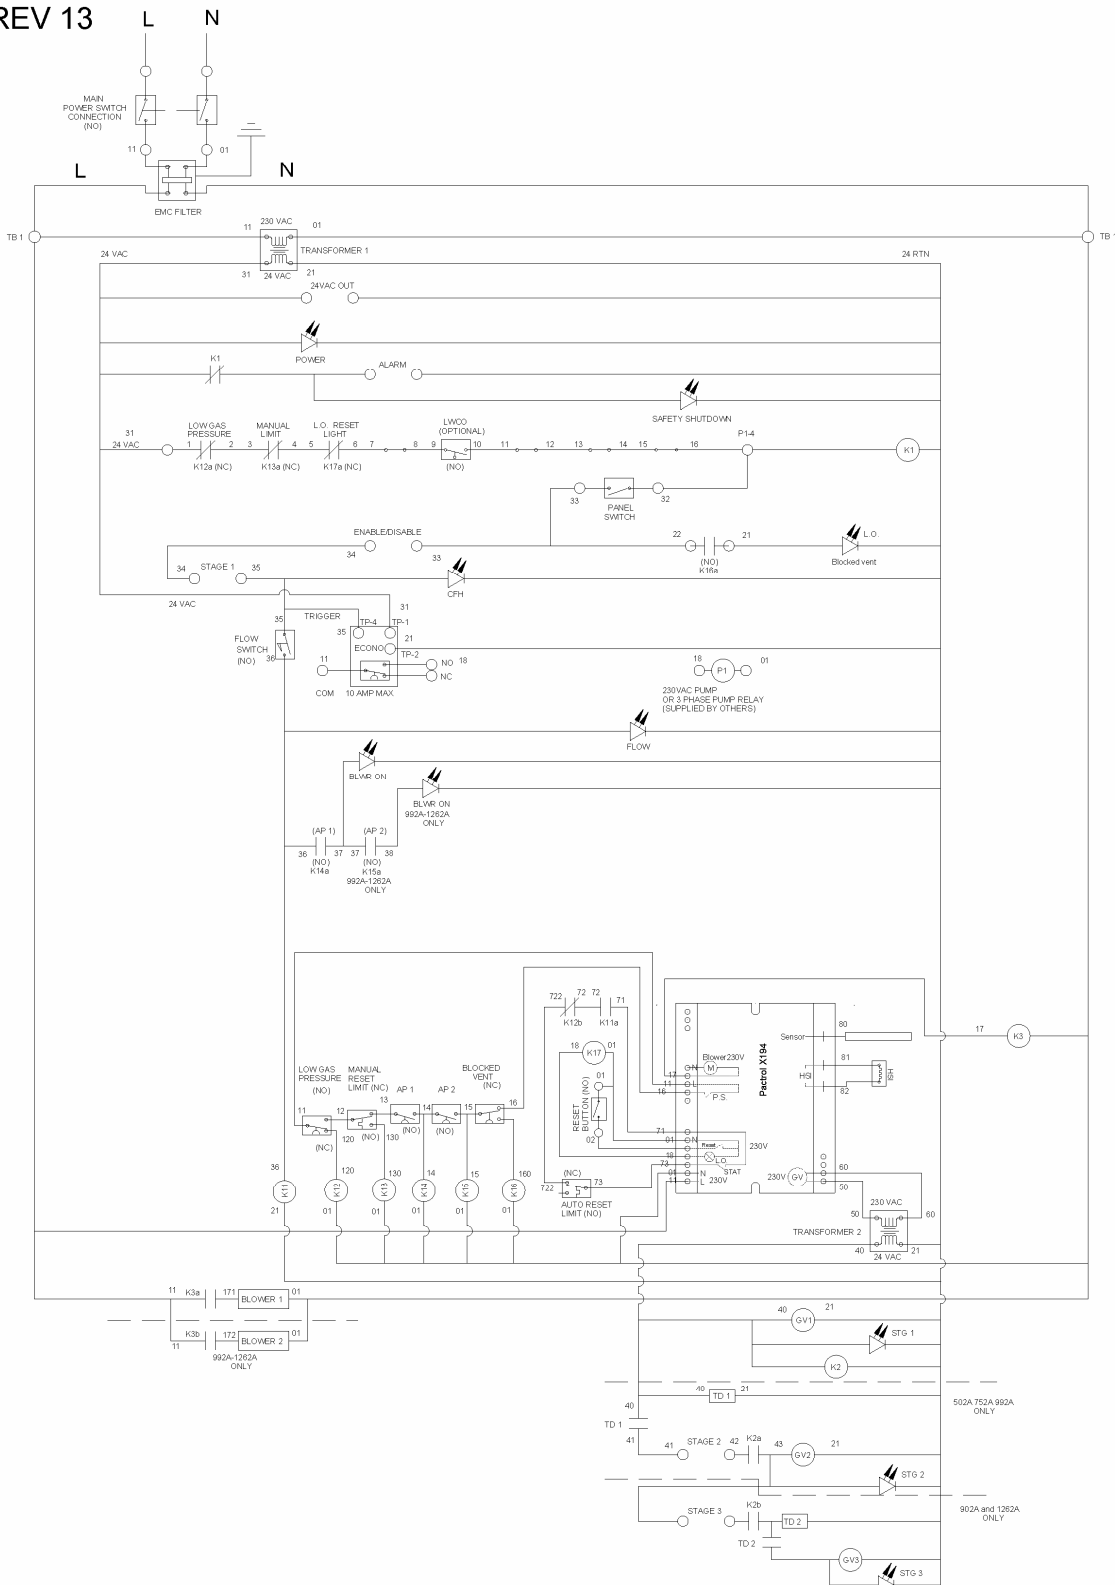 REV 13
L
N
MAIN
POWER SWITCH
CONNECTION
(NO)
11
01
L
N
EMC FILTER
TB 1
11
230 VAC
01
TB 1
TRANSFORMER 1
24 VAC
24 RTN
31
24 VAC
21
24VAC OUT
POWER
K1
ALARM
SAFETY SHUTDOWN
31
24 VAC
LOW GAS
PRESSURE
MANUAL
LIMIT
L.O. RESET
LIGHT
LWCO
(OPTIONAL)
1 2 3 4 5 6 7 8 9 10 11 12 13 14 15 16
P1-4
K1
K12a (NC)
K13a (NC)
K17a (NC)
(NO)
33
32
PANEL
SWITCH
ENABLE/DISABLE
34
33
22
21
L.O.
(NO)
K16a
Blocked vent
34
STAGE 1
35
CFH
24 VAC
31
35
TRIGGER
TP-4
TP-1
35
21
FLOW
SWITCH
(NO)
36
ECONO
TP-2
11
NO
18
NC
COM
10 AMP MAX
18
P1
01
230VAC PUMP
OR 3 PHASE PUMP RELAY
(SUPPLIED BY OTHERS)
FLOW
BLWR ON
BLWR ON
992A-1262A
ONLY
(AP 1)
(AP 2)
36
37
37
38
(NO)
K14a
(NO)
K15a
992A-1262A
ONLY
722
72
72
71
K12b
K11a
18
K17
01
01
RESET
BUTTON (NO)
02
Pactrol X194
Sensor
80
17
K3
N
Blower230V
M
17
11
L
16
P.S.
HSI
81
82
HSI
LOW GAS
PRESSURE
(NO)
MANUAL
RESET
LIMIT (NC)
AP 1
AP 2
BLOCKED
VENT
(NC)
11
12
13
14
15
16
(NC)
120
(NO)
130
(NO)
(NO)
71
01
N
Reset
230V
18
L.O.
73
STAT
01
N
11
L
230V
230V
GV
60
50
36
120
130
14
15
160
K11
K12
K13
K14
K15
K16
21
01
01
01
01
01
(NC)
722
73
AUTO RESET
LIMIT (NO)
230 VAC
50
60
TRANSFORMER 2
40
21
24 VAC
11
K3a
171
BLOWER 1
01
K3b
172
BLOWER 2
01
11
992A-1262A
ONLY
40
GV1
21
STG 1
K2
40
TD 1
21
502A 752A 992A
ONLY
40
TD 1
41
41
STAGE 2
42
K2a
43
GV2
21
STG 2
902A and 1262A
ONLY
STAGE 3
K2b
TD 2
TD 2
GV3
STG 3